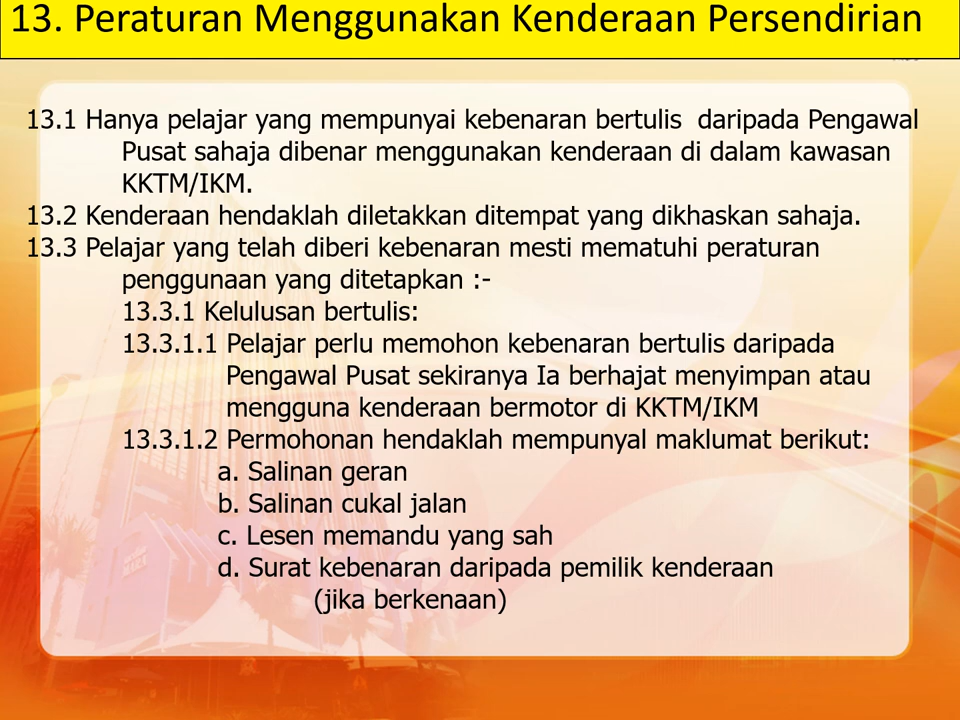 13. Peraturan Menggunakan Kenderaan Persendirian
13.1 Hanya pelajar yang mempunyai kebenaran bertulis daripada Pengawal
Pusat sahaja dibenar menggunakan kenderaan di dalam kawasan
KKTM/IKM.
13.2 Kenderaan hendaklah diletakkan ditempat yang dikhaskan sahaja.
13.3 Pelajar yang telah diberi kebenaran mesti mematuhi peraturan
penggunaan yang ditetapkan :-
13.3.1 Kelulusan bertulis:
13.3.1.1 Pelajar perlu memohon kebenaran bertulis daripada
Pengawal Pusat sekiranya Ia berhajat menyimpan atau
mengguna kenderaan bermotor di KKTM/IKM
13.3.1.2 Permohonan hendaklah mempunyal maklumat berikut:
a. Salinan geran
b. Salinan cukal jalan
c. Lesen memandu yang sah
d. Surat kebenaran daripada pemilik kenderaan
(jika berkenaan)